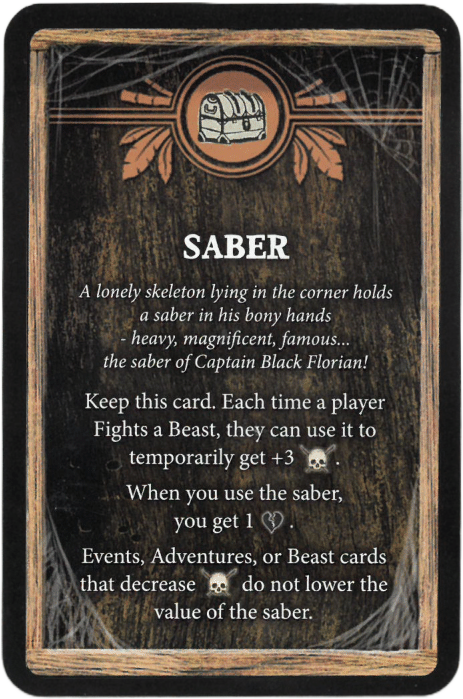 SABER
A lonely skeleton lying in the corner holds
a saber in his bony hands
- heavy, magnificent, famous...
the saber of Captain Black Florian!
Keep this card. Each time a player
Fights a Beast, they can use it to
temporarily get +3 .
When you use the saber,
you get 1 .
Events, Adventures, or Beast cards
that decrease do not lower the
value of the saber.